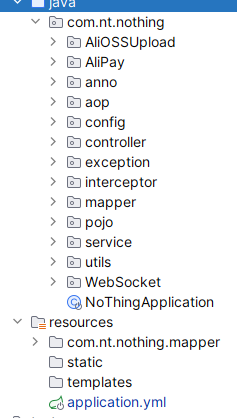 java
com.nt.nothing
AliOSSUpload
AliPay
anno
aop
config
controller
exception
interceptor
mapper
pojo
service
utils
WebSocket
NoThingApplication
resources
com.nt.nothing.mapper
static
templates
application.yml